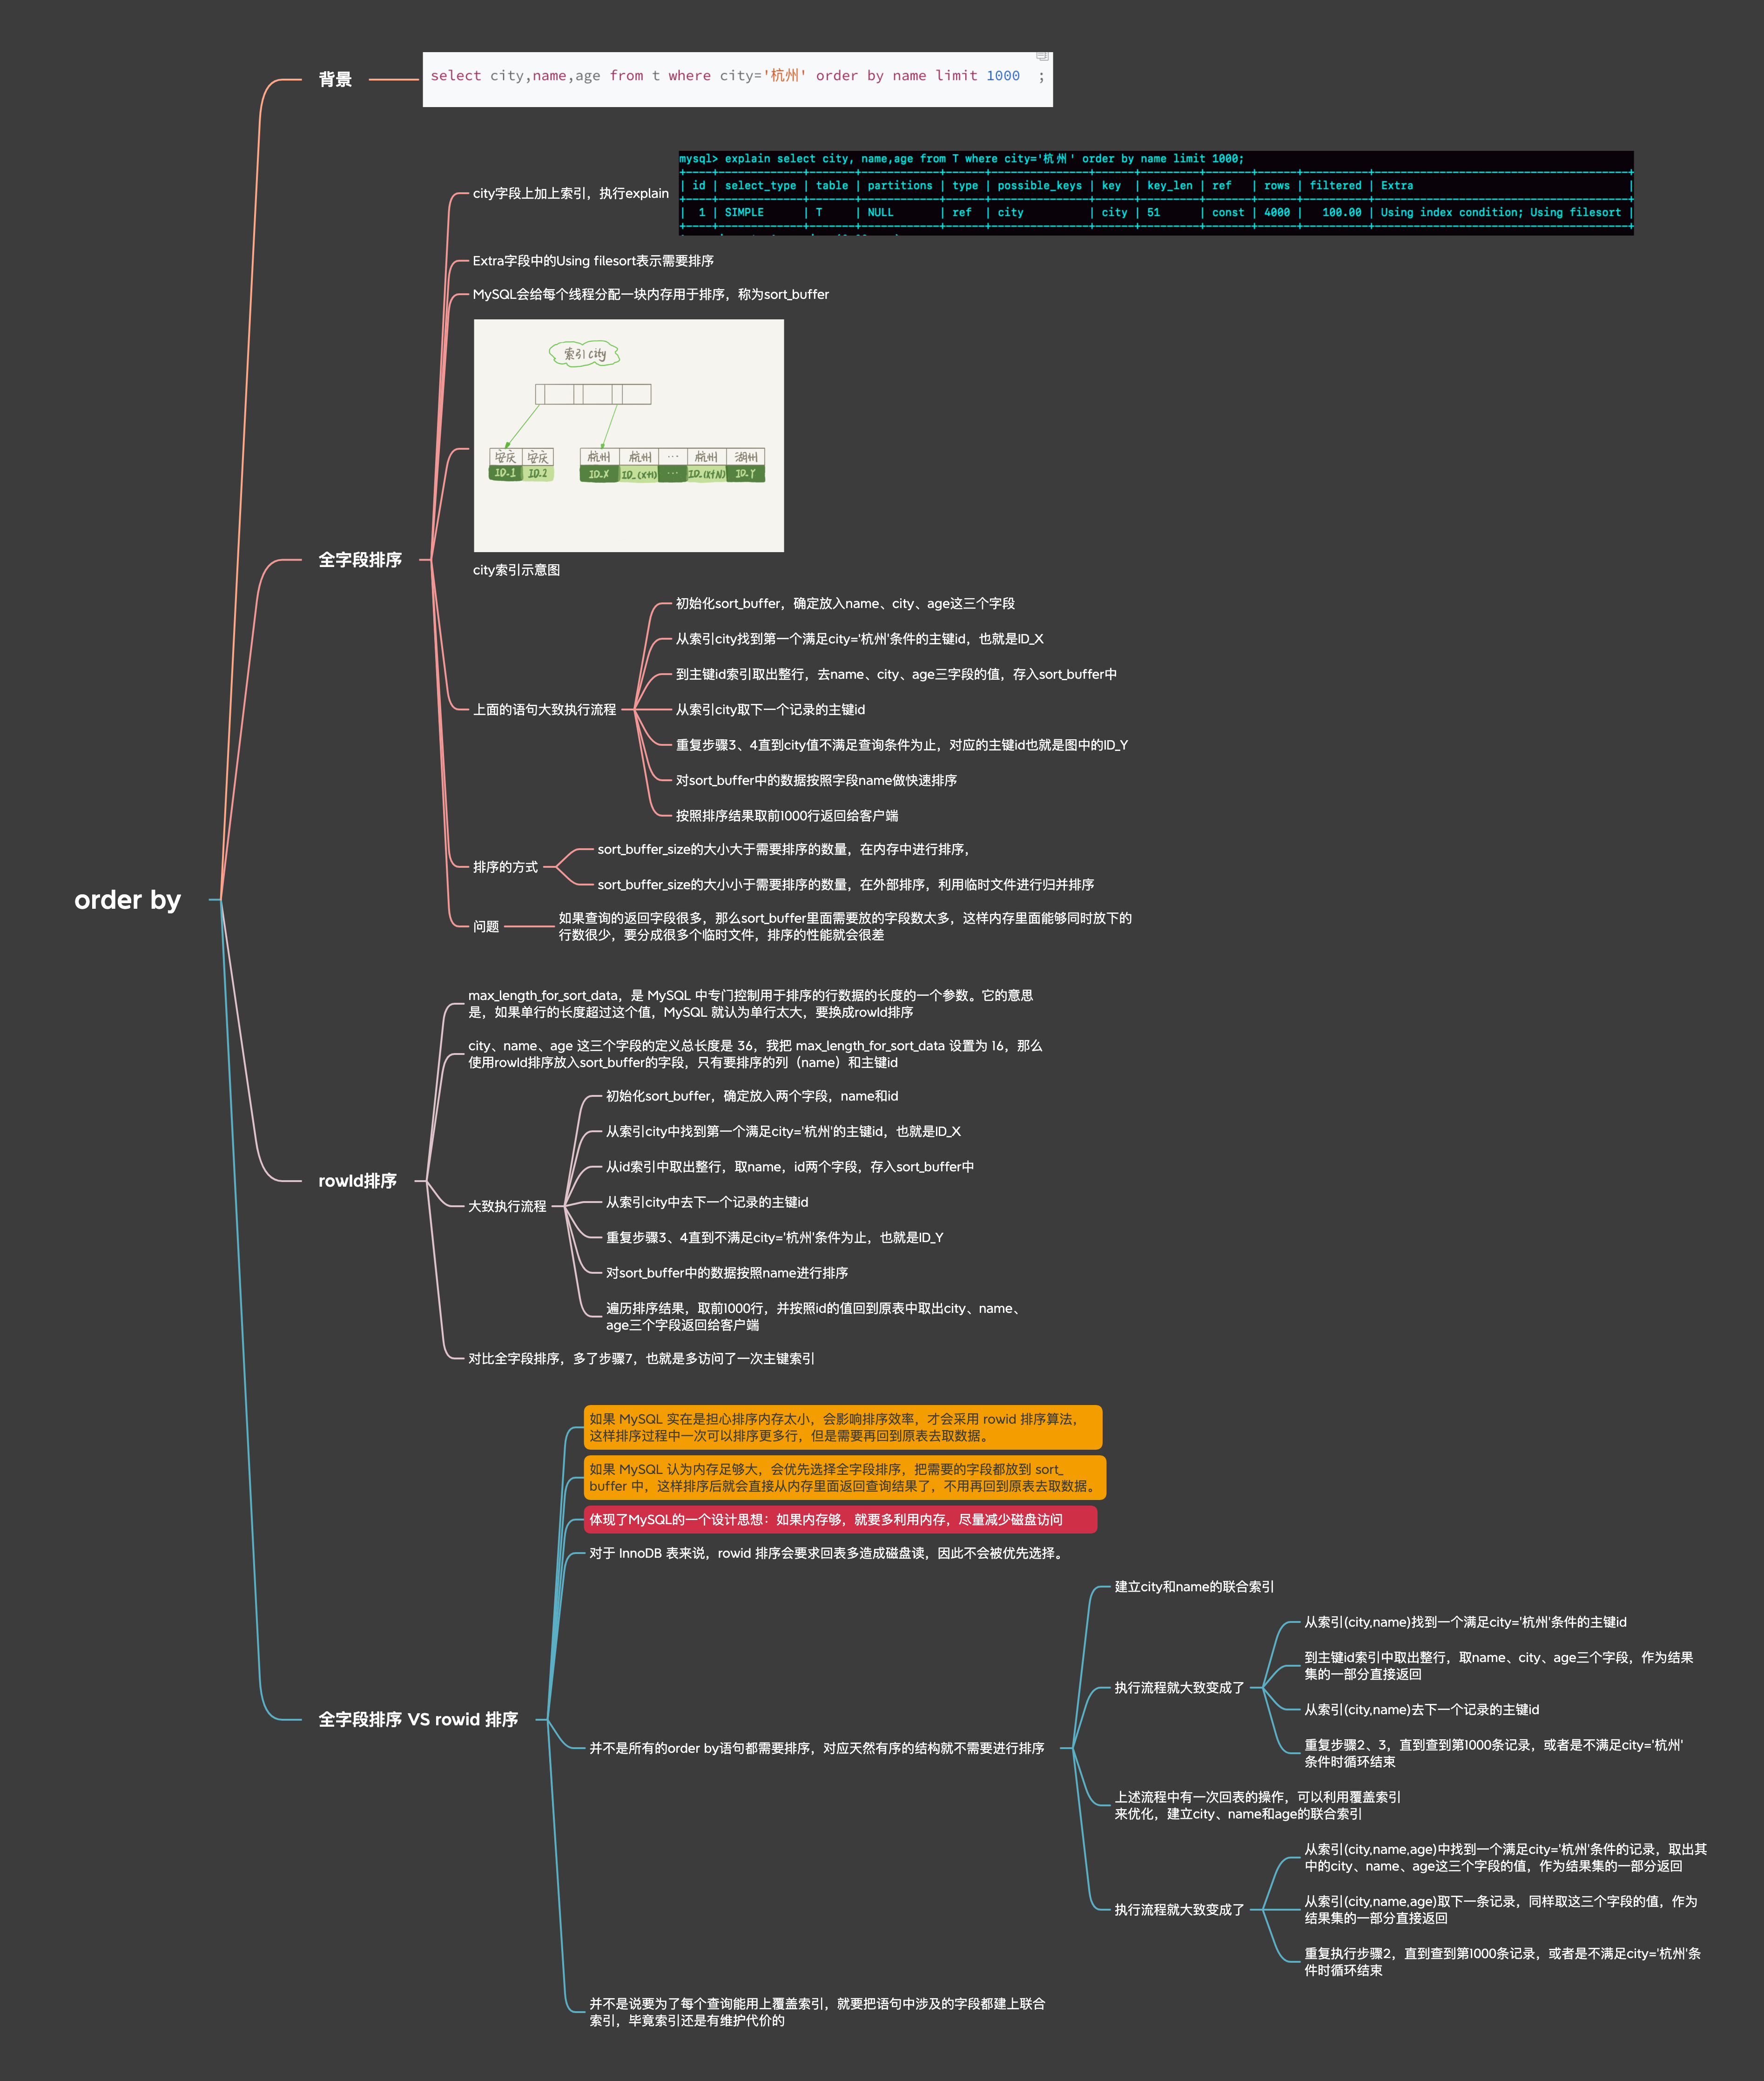 order by
背景
select city,name,age from t where city='杭州' order by name limit 1000  ;
全字段排序
city字段上加上索引，执行explain
mysql> explain select city, name,age from T where city='杭州' order by name limit 1000;
| id | select_type | table | partitions | type | possible_keys | key | key_len | ref | rows | filtered | Extra |
| 1 | SIMPLE | T | NULL | ref | city | city | 51 | const | 4000 | 100.00 | Using index condition; Using filesort |
Extra字段中的Using filesort表示需要排序
MySQL会给每个线程分配一块内存用于排序，称为sort_buffer
索引 city
安庆 安庆 杭州 杭州 ... 杭州 湖州
ID_1 ID_2 ID_X ID_(X+1) ... ID_(X+N) ID_Y
city索引示意图
上面的语句大致执行流程
初始化sort_buffer，确定放入name、city、age这三个字段
从索引city找到第一个满足city='杭州'条件的主键id，也就是ID_X
到主键id索引取出整行，去name、city、age三字段的值，存入sort_buffer中
从索引city取下一个记录的主键id
重复步骤3、4直到city值不满足查询条件为止，对应的主键id也就是图中的ID_Y
对sort_buffer中的数据按照字段name做快速排序
按照排序结果取前1000行返回给客户端
排序的方式
sort_buffer_size的大小大于需要排序的数量，在内存中进行排序，
sort_buffer_size的大小小于需要排序的数量，在外部排序，利用临时文件进行归并排序
问题
如果查询的返回字段很多，那么sort_buffer里面需要放的字段数太多，这样内存里面能够同时放下的
行数很少，要分成很多个临时文件，排序的性能就会很差
rowId排序
max_length_for_sort_data，是 MySQL 中专门控制用于排序的行数据的长度的一个参数。它的意思
是，如果单行的长度超过这个值，MySQL 就认为单行太大，要换成rowId排序
city、name、age 这三个字段的定义总长度是 36，我把 max_length_for_sort_data 设置为 16，那么
使用rowId排序放入sort_buffer的字段，只有要排序的列（name）和主键id
大致执行流程
初始化sort_buffer，确定放入两个字段，name和id
从索引city中找到第一个满足city='杭州'的主键id，也就是ID_X
从id索引中取出整行，取name，id两个字段，存入sort_buffer中
从索引city中去下一个记录的主键id
重复步骤3、4直到不满足city='杭州'条件为止，也就是ID_Y
对sort_buffer中的数据按照name进行排序
遍历排序结果，取前1000行，并按照id的值回到原表中取出city、name、
age三个字段返回给客户端
对比全字段排序，多了步骤7，也就是多访问了一次主键索引
全字段排序 VS rowid 排序
如果 MySQL 实在是担心排序内存太小，会影响排序效率，才会采用 rowid 排序算法，
这样排序过程中一次可以排序更多行，但是需要再回到原表去取数据。
如果 MySQL 认为内存足够大，会优先选择全字段排序，把需要的字段都放到 sort_
buffer 中，这样排序后就会直接从内存里面返回查询结果了，不用再回到原表去取数据。
体现了MySQL的一个设计思想：如果内存够，就要多利用内存，尽量减少磁盘访问
对于 InnoDB 表来说，rowid 排序会要求回表多造成磁盘读，因此不会被优先选择。
并不是所有的order by语句都需要排序，对应天然有序的结构就不需要进行排序
建立city和name的联合索引
执行流程就大致变成了
从索引(city,name)找到一个满足city='杭州'条件的主键id
到主键id索引中取出整行，取name、city、age三个字段，作为结果
集的一部分直接返回
从索引(city,name)去下一个记录的主键id
重复步骤2、3，直到查到第1000条记录，或者是不满足city='杭州'
条件时循环结束
上述流程中有一次回表的操作，可以利用覆盖索引
来优化，建立city、name和age的联合索引
执行流程就大致变成了
从索引(city,name,age)中找到一个满足city='杭州'条件的记录，取出其
中的city、name、age这三个字段的值，作为结果集的一部分返回
从索引(city,name,age)取下一条记录，同样取这三个字段的值，作为
结果集的一部分直接返回
重复执行步骤2，直到查到第1000条记录，或者是不满足city='杭州'条
件时循环结束
并不是说要为了每个查询能用上覆盖索引，就要把语句中涉及的字段都建上联合
索引，毕竟索引还是有维护代价的